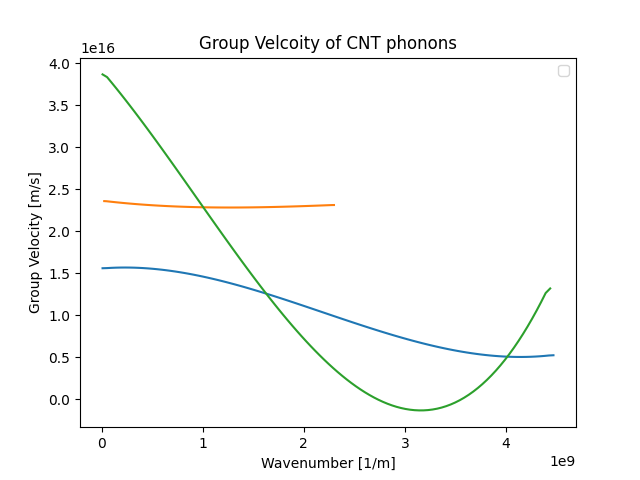 Group Velcoity of CNT phonons
1e16
4.0
3.5
3.0
2.5
2.0
1.5
1.0
0.5
0.0
Group Velocity [m/s]
0 1 2 3 4
1e9
Wavenumber [1/m]